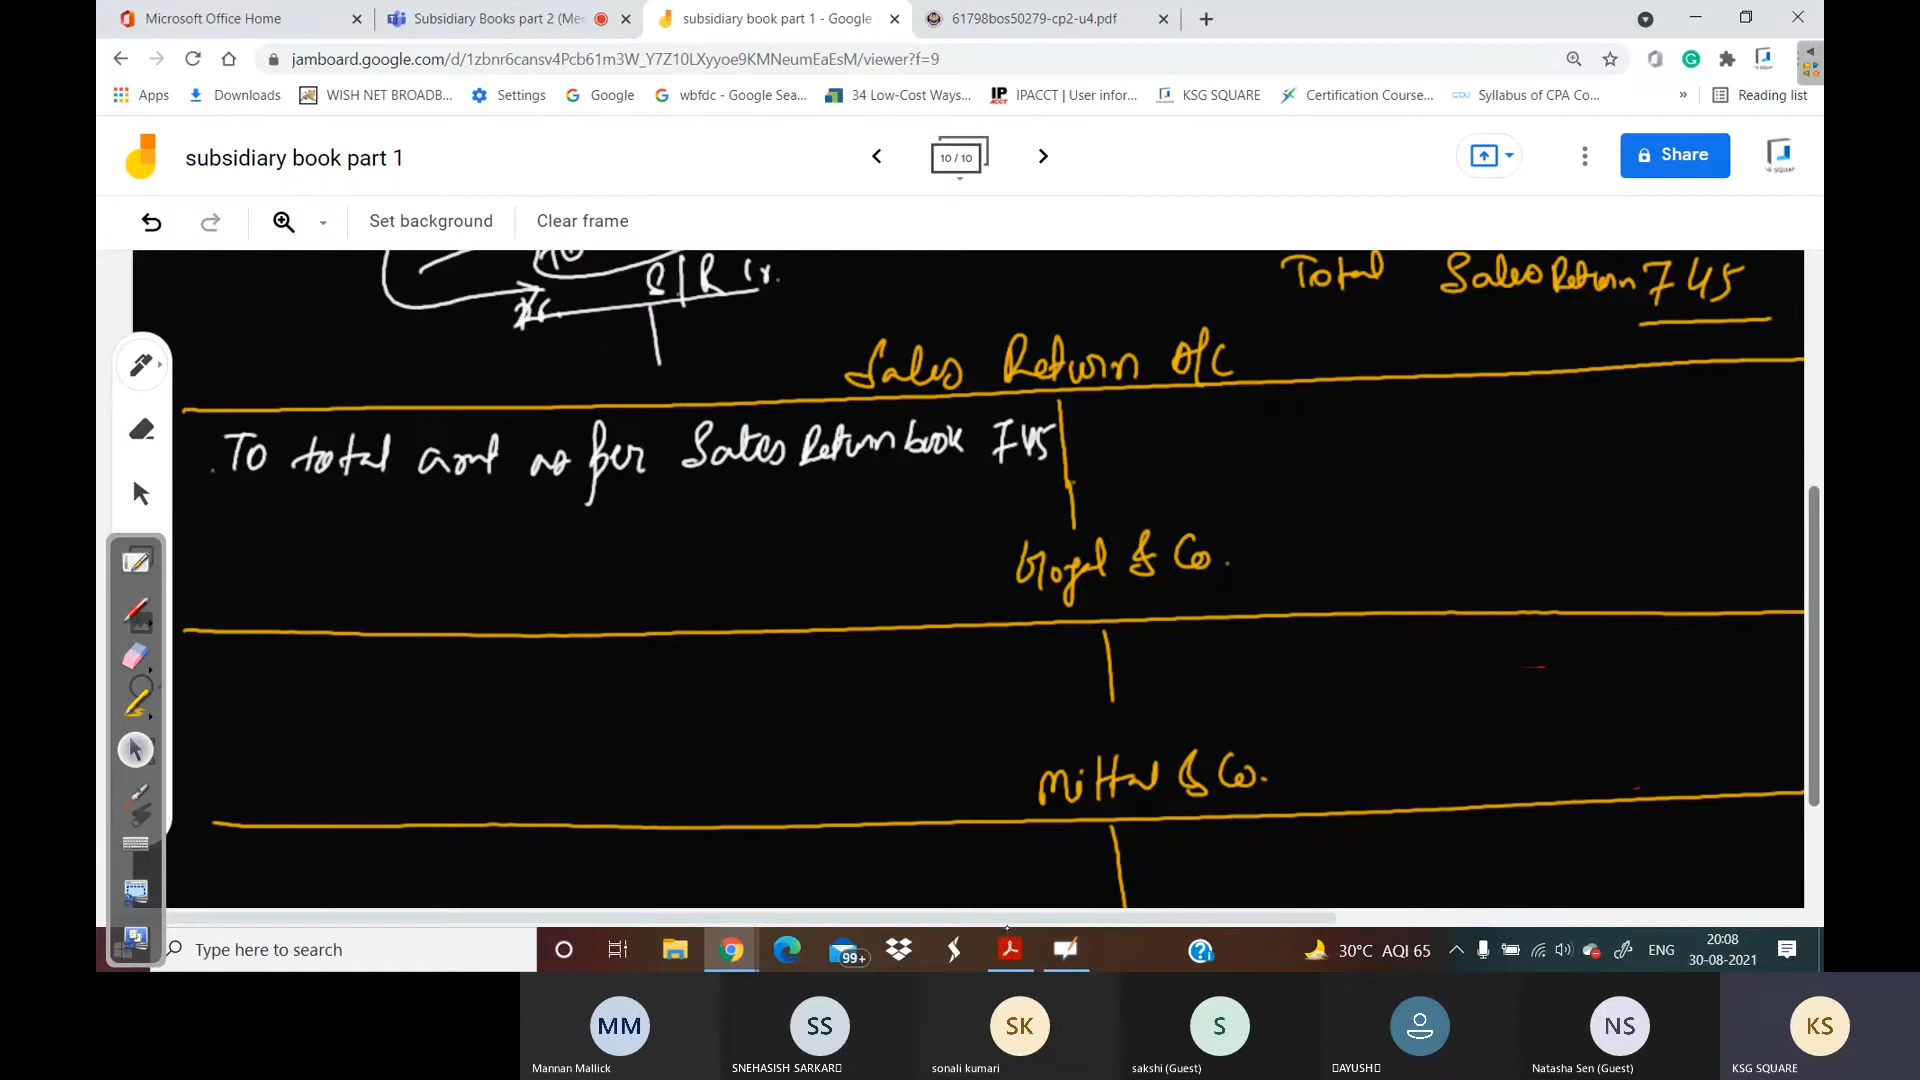 Microsoft Office Home
Subsidiary Books part 2 (Mee
subsidiary book part 1 - Google
61798bos50279-cp2-u4.pdf
jamboard.google.com/d/1zbnr6cansv4Pcb61m3W_Y7Z10LXyyoe9KMNeumEaEsM/viewer?f=9
Apps
Downloads
WISH NET BROADB...
Settings
Google
wbfdc - Google Sea...
34 Low-Cost Ways...
IPACCT | User infor...
KSG SQUARE
Certification Course...
Syllabus of CPA Co...
»
Reading list
subsidiary book part 1
10 / 10
Share
Set background
Clear frame
S/R Cr.
Total Sales Return 745
Sales Return A/C
To total amt as per Sales Return book 745
Goyal & Co.
Mittal & Co.
Type here to search
99+
30°C AQI 65
ENG
20:08
30-08-2021
MM
SS
SK
S
NS
KS
Mannan Mallick
SNEHASISH SARKAR
sonali kumari
sakshi (Guest)
AYUSH
Natasha Sen (Guest)
KSG SQUARE